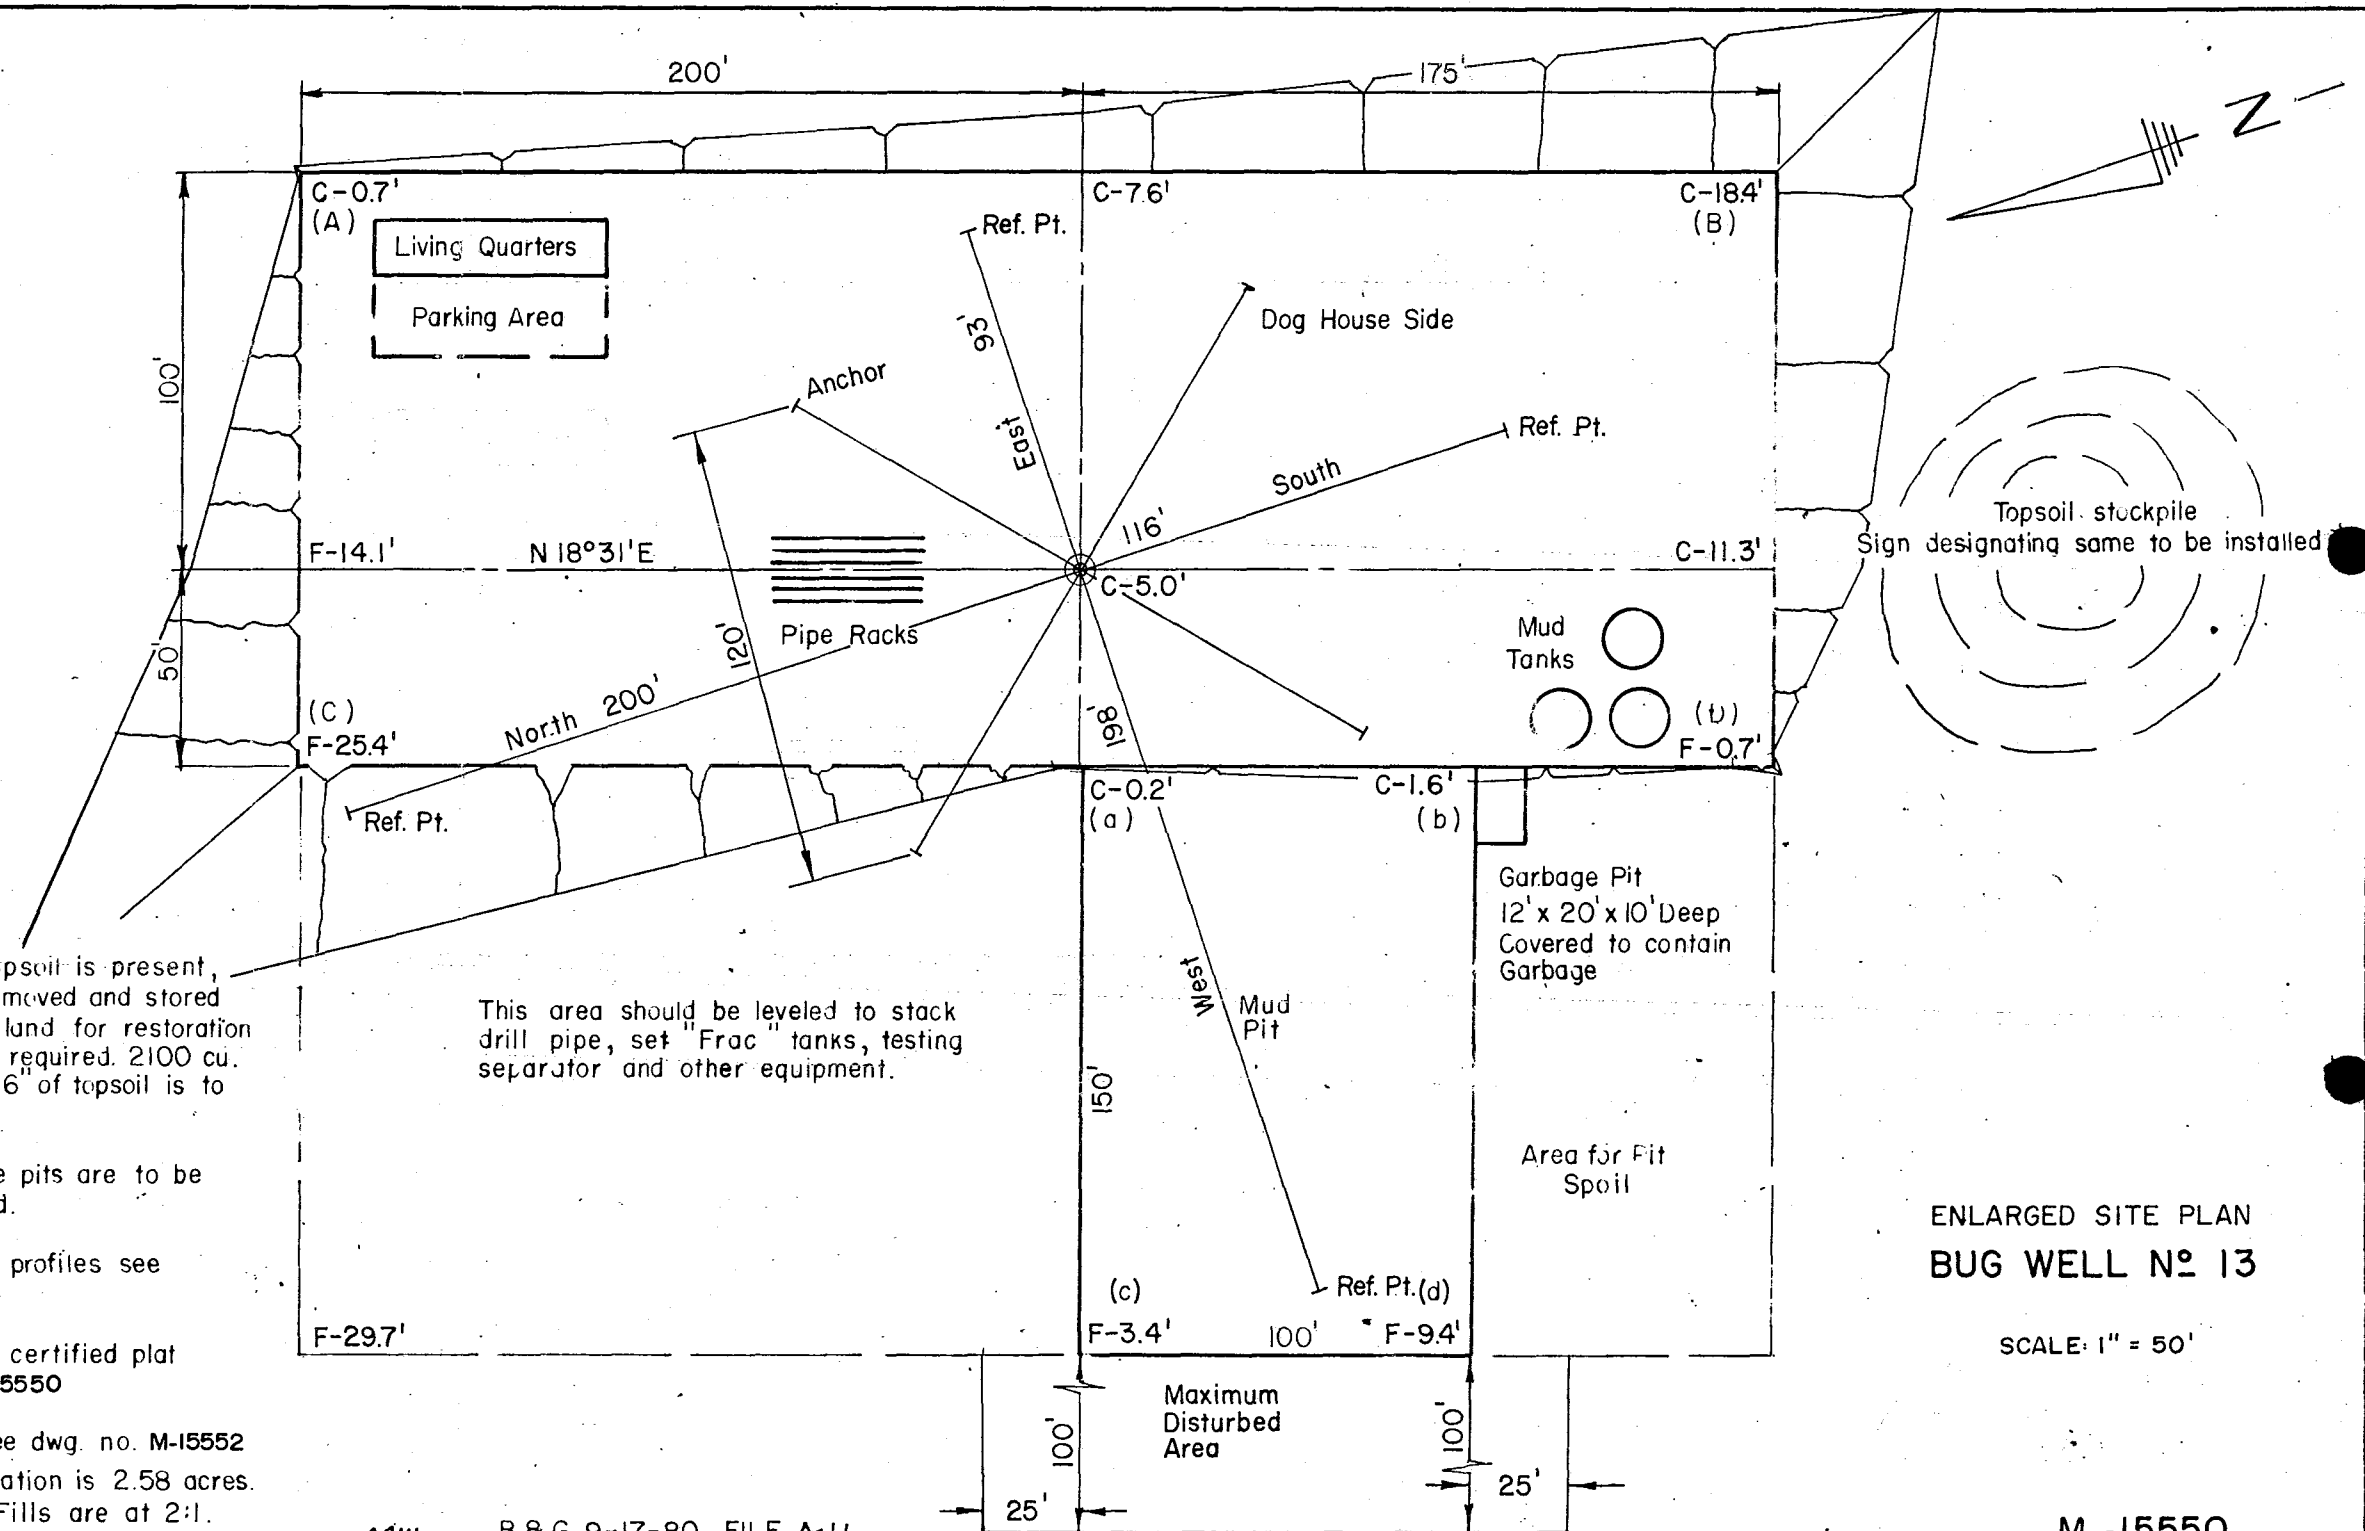 200'
175'
N
C-0.7'
(A)
C-7.6'
C-18.4'
(B)
Living Quarters
Parking Area
Ref. Pt.
93'
East
Dog House Side
Anchor
100'
Ref. Pt.
South
116'
Topsoil stockpile
Sign designating same to be installed
F-14.1'
N 18°31'E
C-11.3'
C-5.0'
Pipe Racks
120'
Mud
Tanks
50'
(C)
F-25.4'
North 200'
198'
F-0.7'
Ref. Pt.
C-0.2'
(a)
C-1.6'
(b)
Garbage Pit
12' x 20' x 10' Deep
Covered to contain
Garbage
psoil is present,
moved and stored
land for restoration
required. 2100 cu.
6" of topsoil is to
This area should be leveled to stack
drill pipe, set "Frac" tanks, testing
separator and other equipment.
West
Mud
Pit
150'
Area for Pit
Spoil
e pits are to be
d.
profiles see
certified plat
5550
ee dwg. no. M-15552
ation is 2.58 acres.
Fills are at 2:1.
ENLARGED SITE PLAN
BUG WELL Nº 13
SCALE: 1" = 50'
(c)
Ref. Pt. (d)
F-29.7'
F-3.4'
100'
F-9.4'
Maximum
Disturbed
Area
100'
100'
25'
25'
B & G 9-17-80 FILE A-11
M-15550